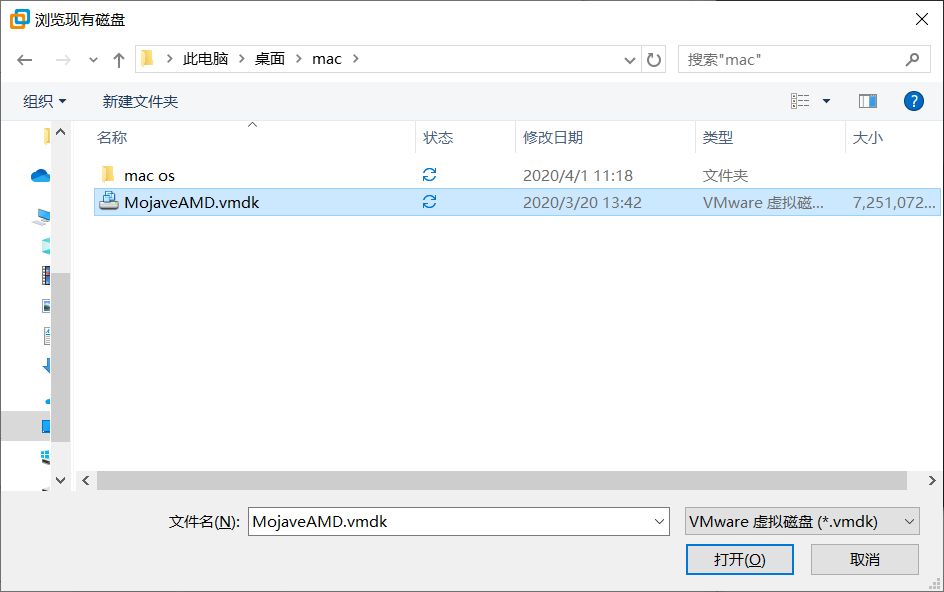 浏览现有磁盘
此电脑 桌面 mac 搜索"mac"
组织 新建文件夹
名称 状态 修改日期 类型 大小
mac os 2020/4/1 11:18 文件夹
MojaveAMD.vmdk 2020/3/20 13:42 VMware 虚拟磁... 7,251,072...
文件名(N): MojaveAMD.vmdk VMware 虚拟磁盘 (*.vmdk)
打开(O) 取消